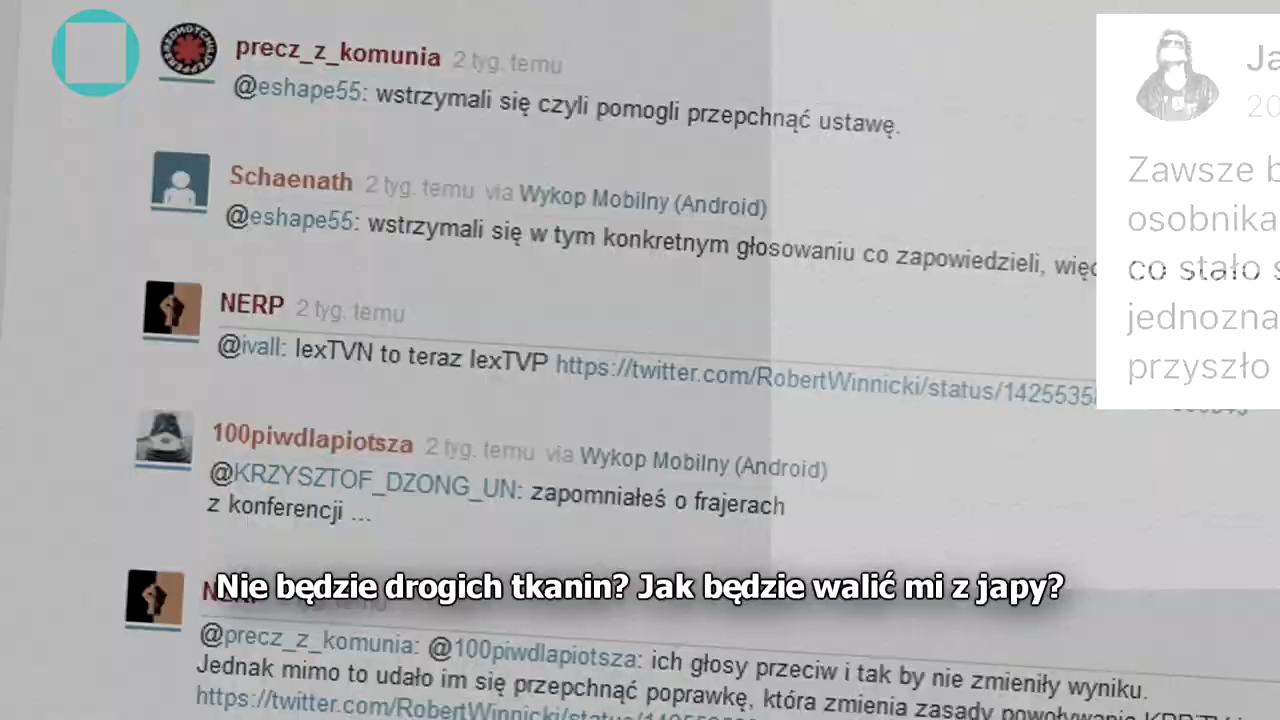 precz_z_komunia 2 tyg. temu
@eshape55: wstrzymali się czyli pomogli przepchnąć ustawę.
Schaenath 2 tyg. temu via Wykop Mobilny (Android)
@eshape55: wstrzymali się w tym konkretnym głosowaniu co zapowiedzieli, więc
NERP 2 tyg. temu
@ivall: lexTVN to teraz lexTVP https://twitter.com/RobertWinnicki/status/1425535
100piwdlapiotsza 2 tyg. temu via Wykop Mobilny (Android)
@KRZYSZTOF_DZONG_UN: zapomniałeś o frajerach
z konferencji ...
Nie będzie drogich tkanin? Jak będzie walić mi z japy?
@precz_z_komunia: @100piwdlapiotsza: ich głosy przeciw i tak by nie zmieniły wyniku.
Jednak mimo to udało im się przepchnąć poprawkę, która zmienia zasady powoływania
https://twitter.com/RobertWinnicki/status/
Ja
20
Zawsze b
osobnika
co stało s
jednozna
przyszło